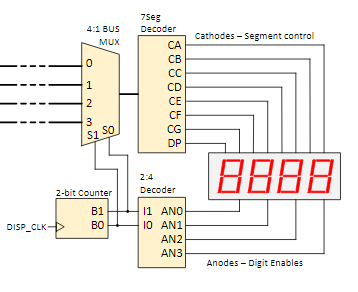 7Seg
Decoder
Cathodes – Segment control
4:1 BUS
MUX
CA
CB
CC
CD
CE
CF
CG
DP
0
1
2
3
S1 S0
8888
2-bit Counter
2:4
Decoder
B1
B0
I1 AN0
I0 AN1
AN2
AN3
DISP_CLK
Anodes – Digit Enables